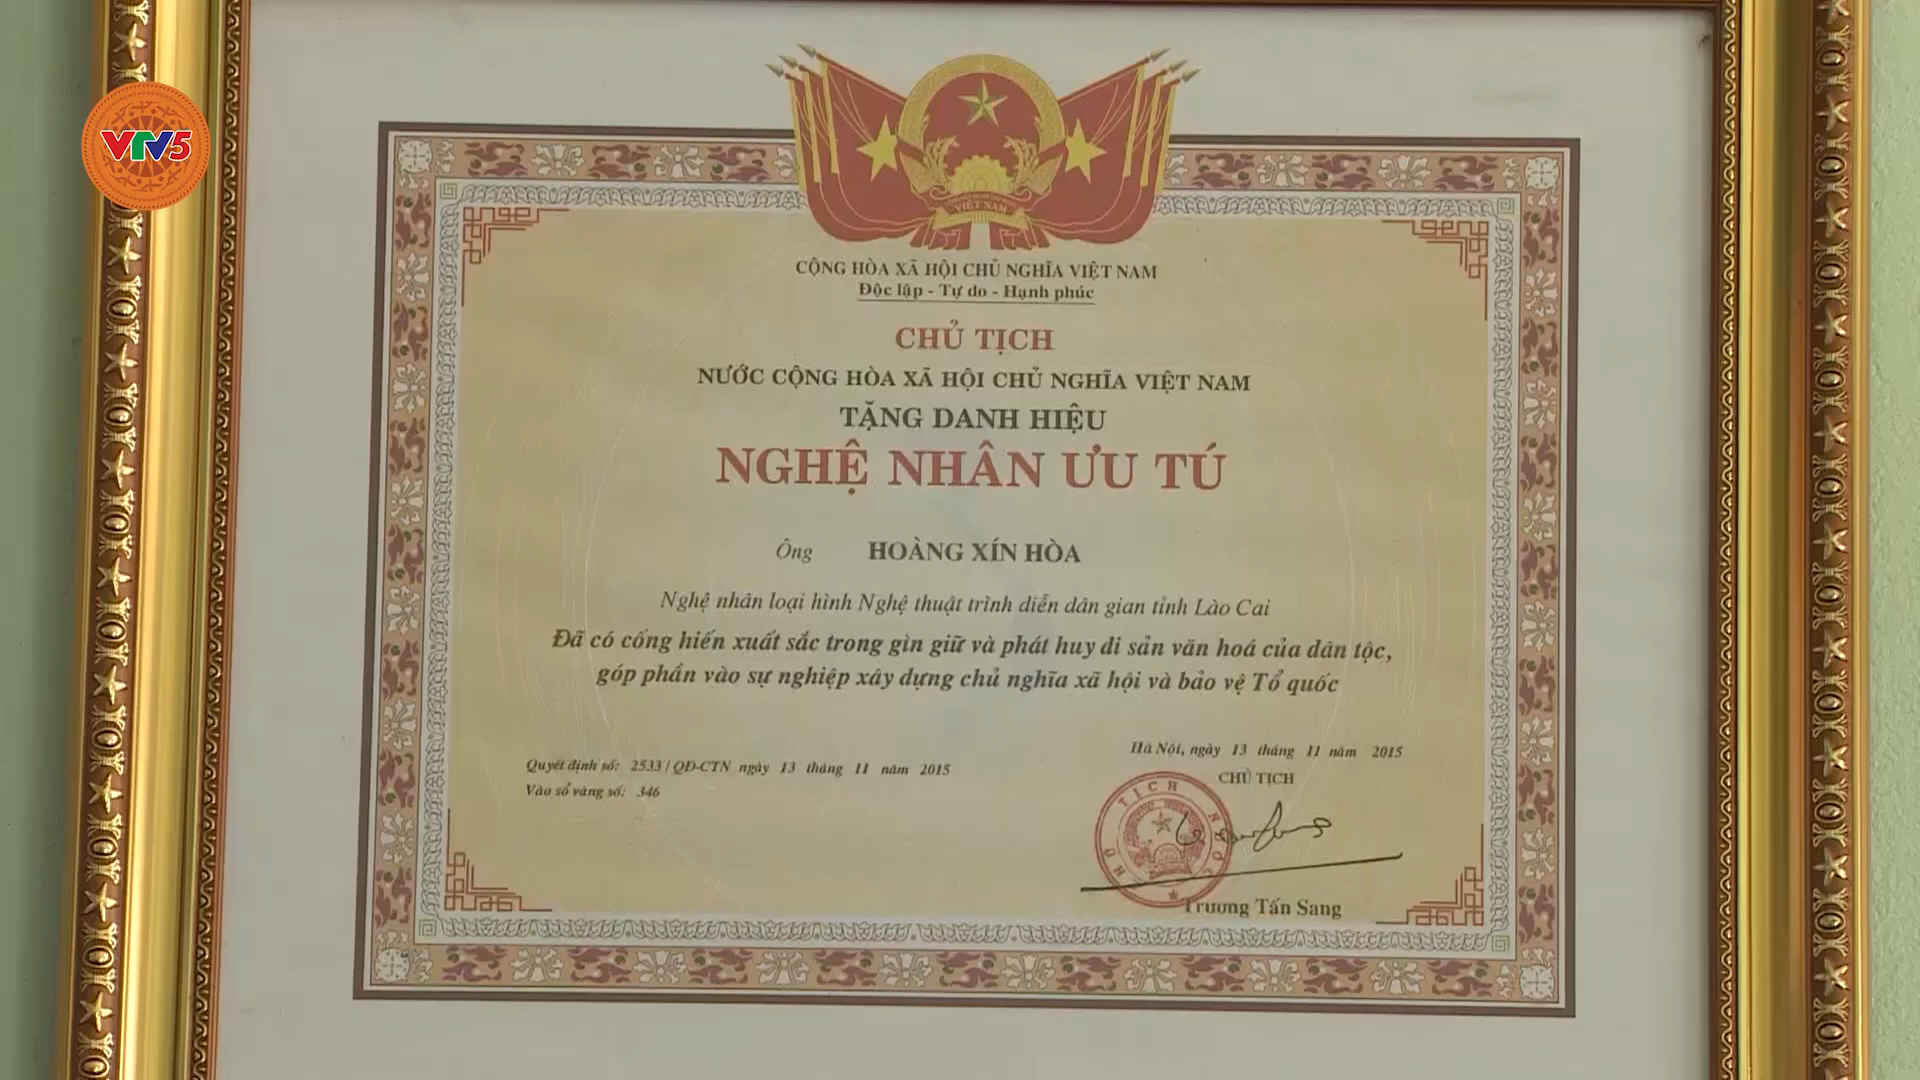 VTV5
VIỆT NAM
CỘNG HÒA XÃ HỘI CHỦ NGHĨA VIỆT NAM
Độc lập - Tự do - Hạnh phúc
CHỦ TỊCH
NƯỚC CỘNG HÒA XÃ HỘI CHỦ NGHĨA VIỆT NAM
TẶNG DANH HIỆU
NGHỆ NHÂN ƯU TÚ
Ông HOÀNG XÍN HÒA
Nghệ nhân loại hình Nghệ thuật trình diễn dân gian tỉnh Lào Cai
Đã có cống hiến xuất sắc trong gìn giữ và phát huy di sản văn hoá của dân tộc,
góp phần vào sự nghiệp xây dựng chủ nghĩa xã hội và bảo vệ Tổ quốc
Quyết định số: 2533 / QĐ-CTN ngày 13 tháng 11 năm 2015
Vào sổ vàng số: 346
Hà Nội, ngày 13 tháng 11 năm 2015
CHỦ TỊCH
CHỦ TỊCH NƯỚC
Trương Tấn Sang